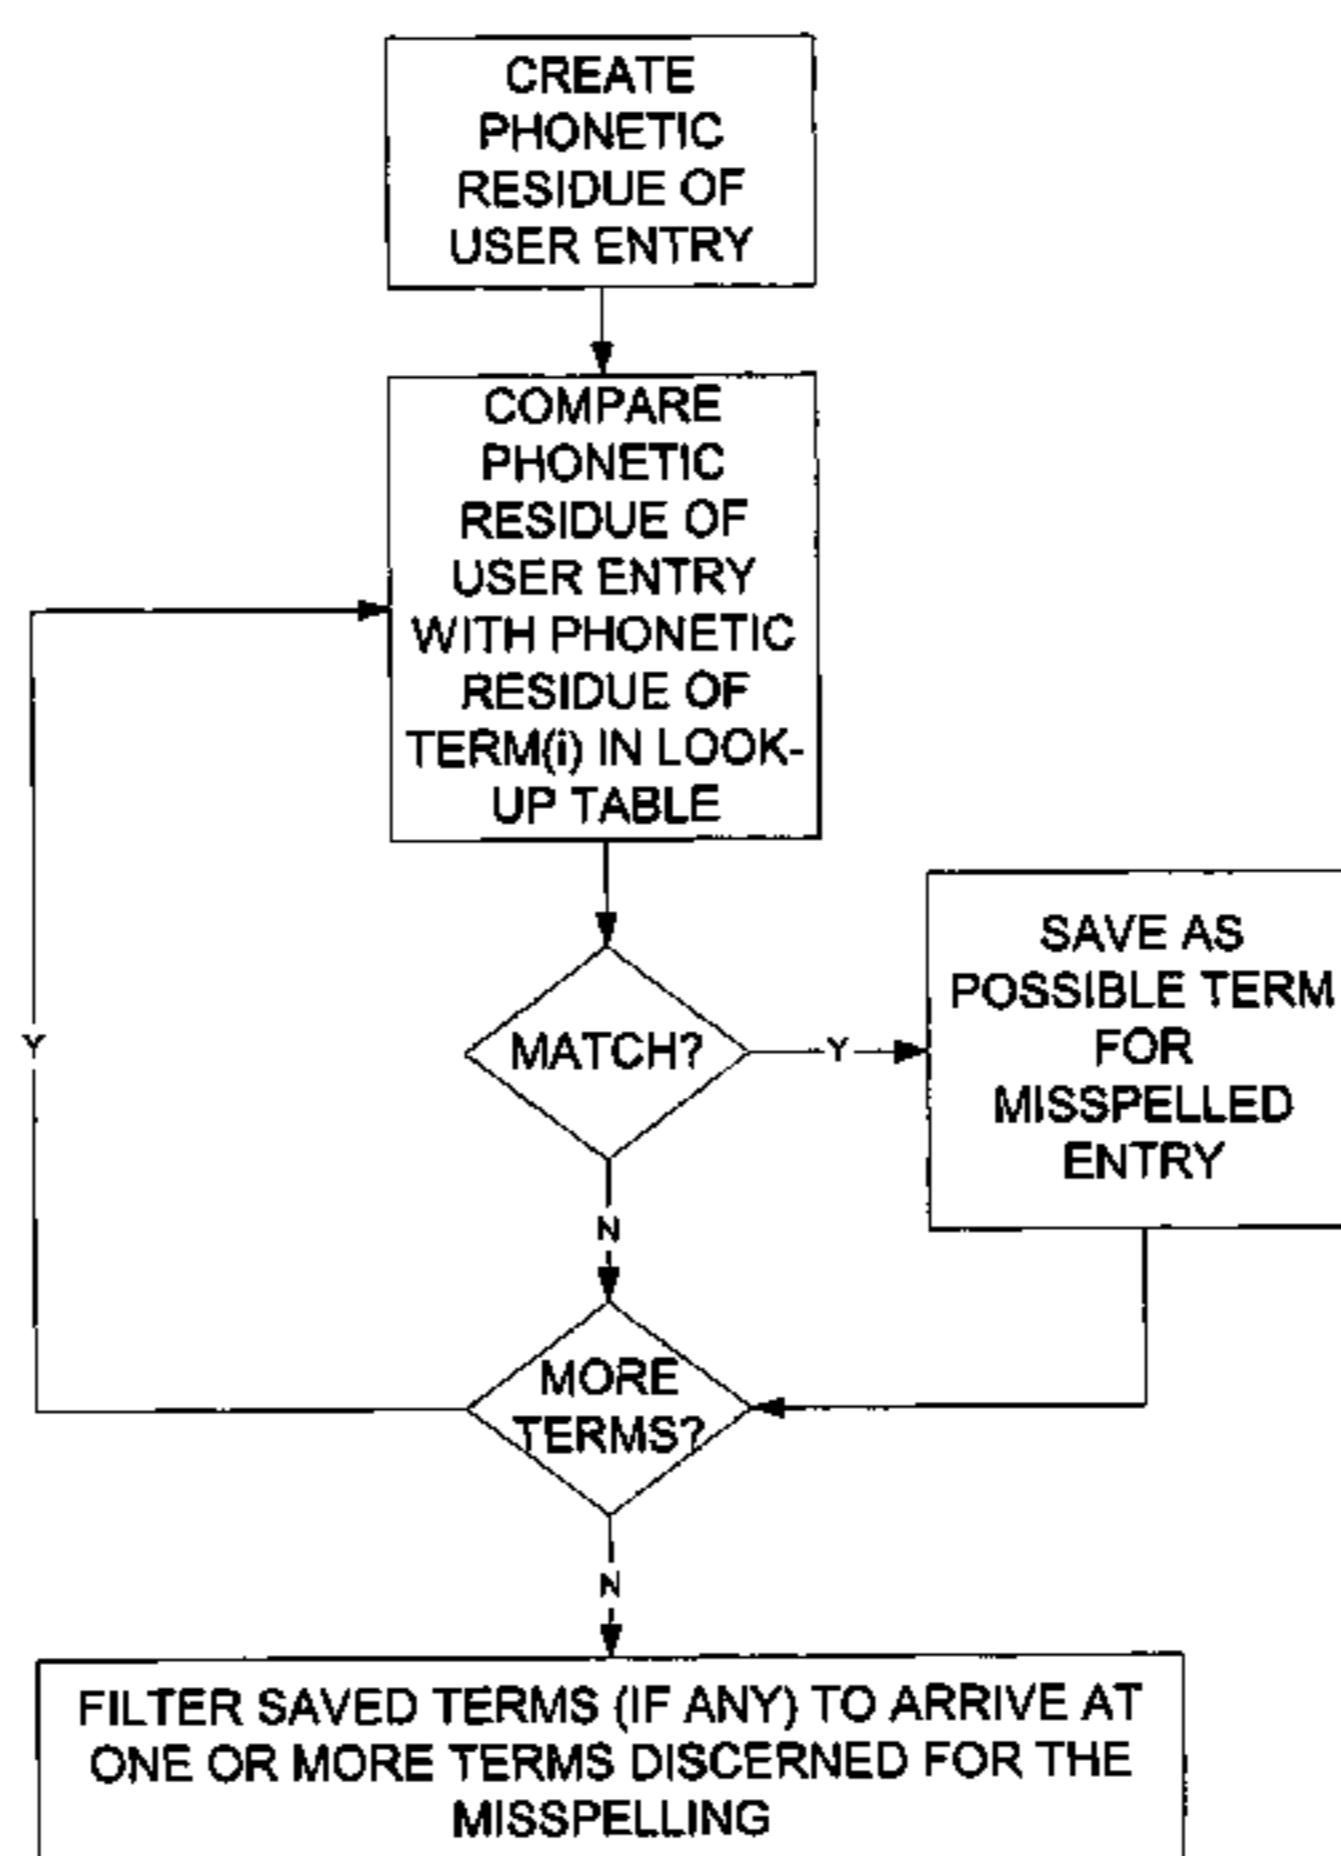 CREATE
PHONETIC
RESIDUE OF
USER ENTRY
COMPARE
PHONETIC
RESIDUE OF
USER ENTRY
WITH PHONETIC
RESIDUE OF
TERM(i) IN LOOK-
UP TABLE
MATCH?
Y
SAVE AS
POSSIBLE TERM
FOR
MISSPELLED
ENTRY
Y
N
MORE
TERMS?
N
FILTER SAVED TERMS (IF ANY) TO ARRIVE AT
ONE OR MORE TERMS DISCERNED FOR THE
MISSPELLING